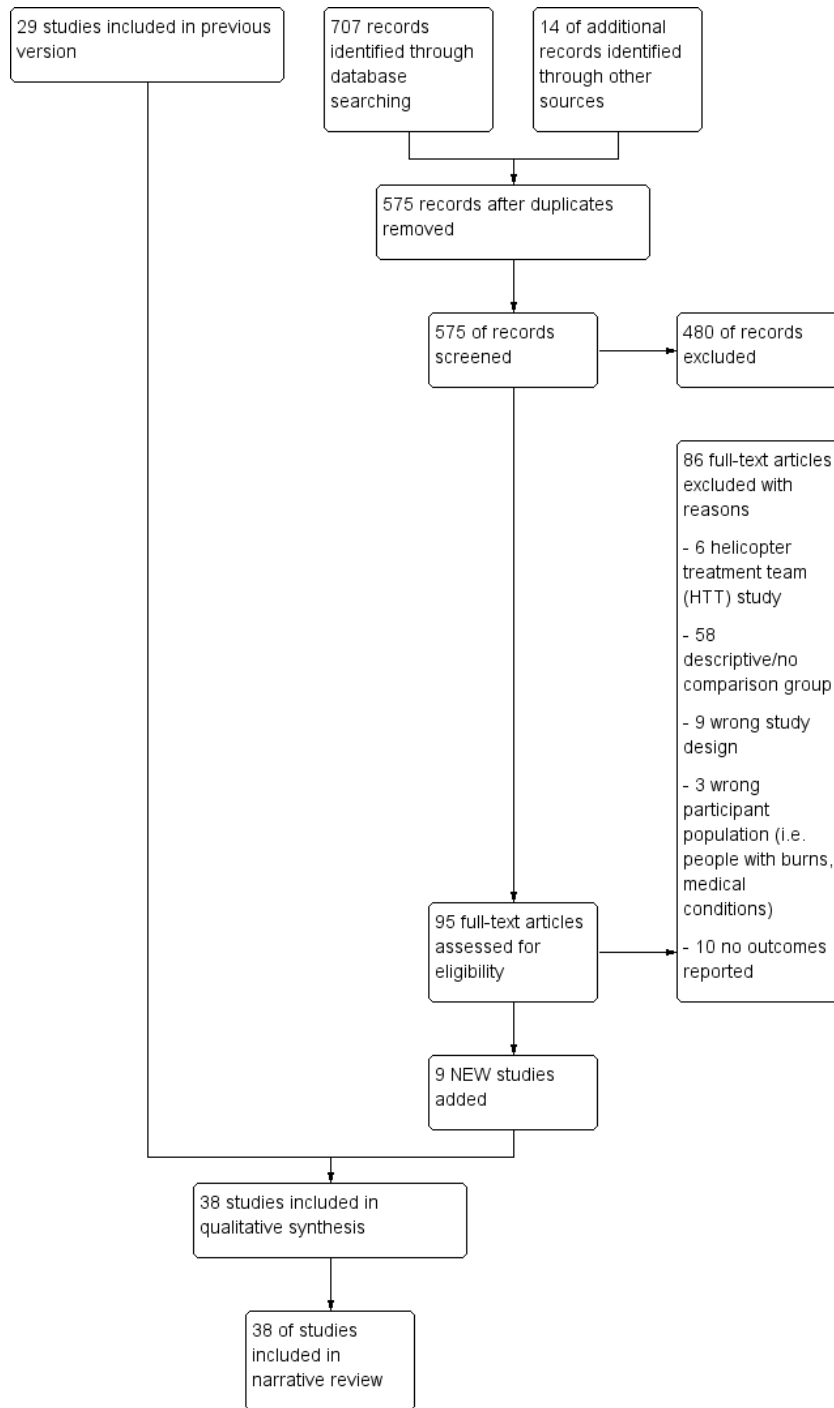 29 studies included in previous
version
707 records
identified through
database
searching
14 of additional
records identified
through other
sources
575 records after duplicates
removed
575 of records
screened
480 of records
excluded
86 full-text articles
excluded with
reasons
- 6 helicopter
treatment team
(HTT) study
- 58
descriptive/no
comparison group
- 9 wrong study
design
- 3 wrong
participant
population (i.e.
people with burns,
medical
conditions)
- 10 no outcomes
reported
95 full-text articles
assessed for
eligibility
9 NEW studies
added
38 studies included in
qualitative synthesis
38 of studies
included in
narrative review